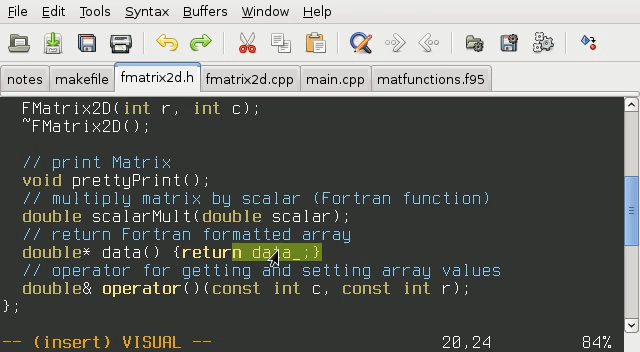 File Edit Tools Syntax Buffers Window Help
notes makefile fmatrix2d.h fmatrix2d.cpp main.cpp matfunctions.f95
FMatrix2D(int r, int c);
~FMatrix2D();
// print Matrix
void prettyPrint();
// multiply matrix by scalar (Fortran function)
double scalarMult(double scalar);
// return Fortran formatted array
double* data() {return data_;}
// operator for getting and setting array values
double& operator()(const int c, const int r);
};
-- (insert) VISUAL -- 20,24 84%